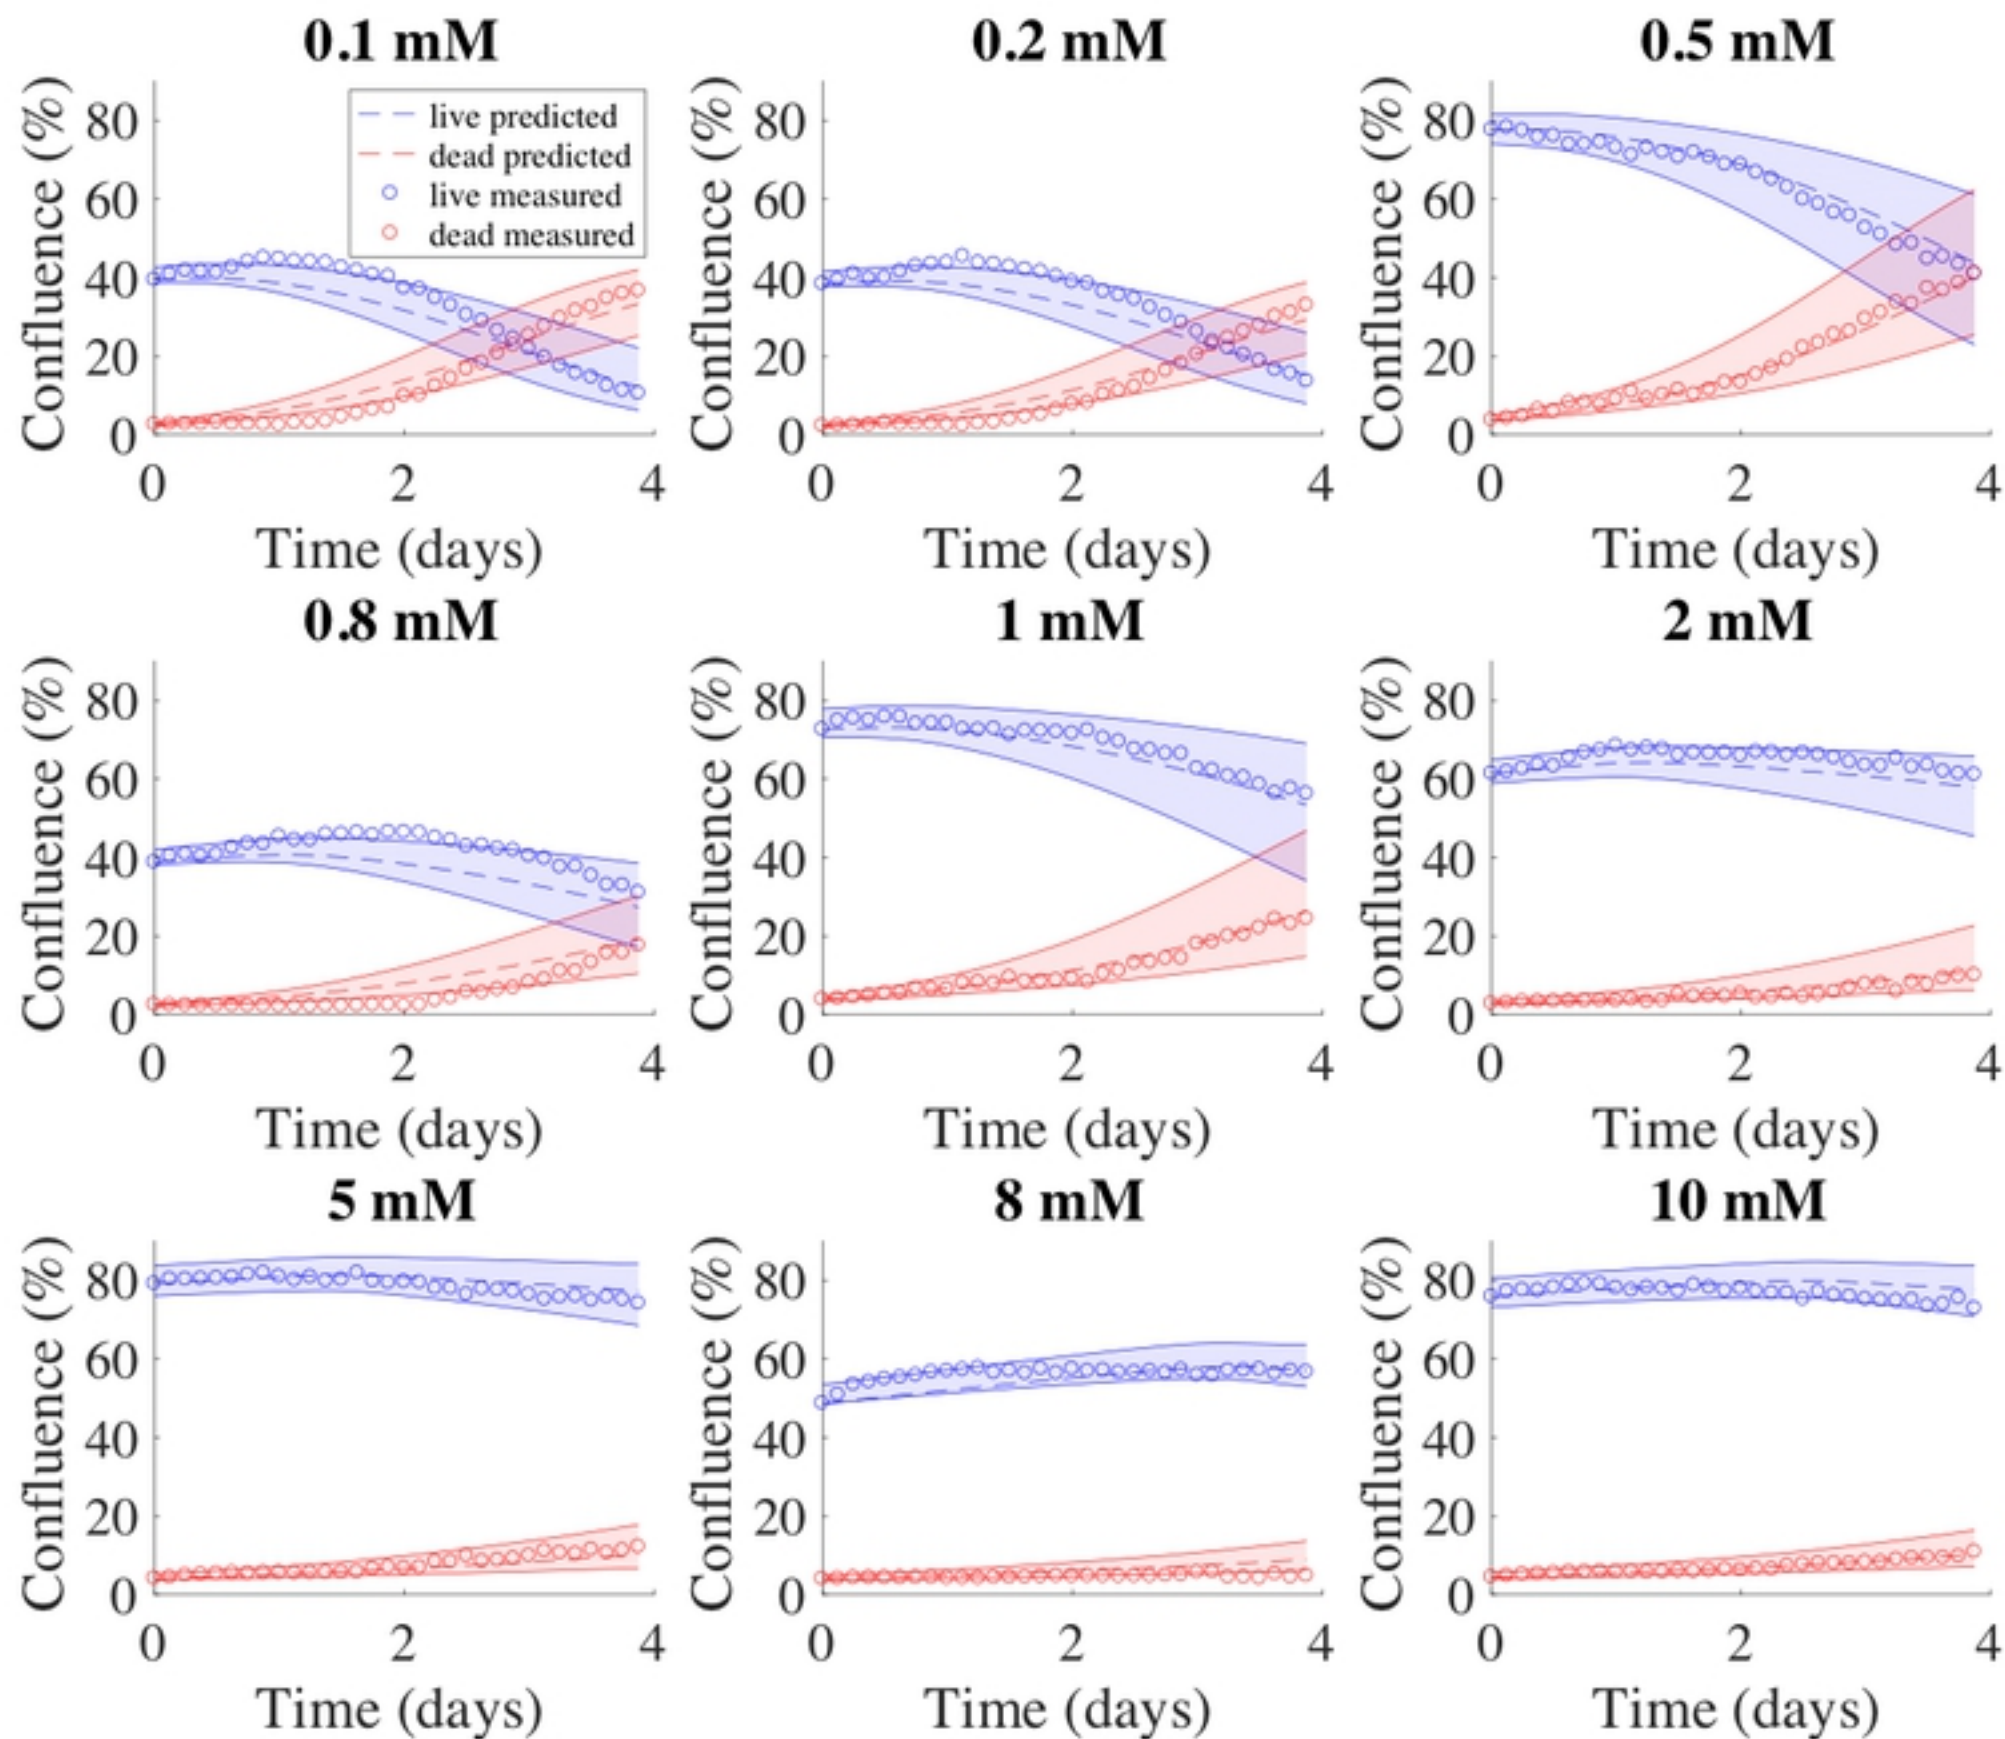 0.1 mM
Confluence (%)
80
60
40
20
0
live predicted
dead predicted
live measured
dead measured
0 2 4
Time (days)
0.2 mM
Confluence (%)
80
60
40
20
0
0 2 4
Time (days)
0.5 mM
Confluence (%)
80
60
40
20
0
0 2 4
Time (days)
0.8 mM
Confluence (%)
80
60
40
20
0
0 2 4
Time (days)
1 mM
Confluence (%)
80
60
40
20
0
0 2 4
Time (days)
2 mM
Confluence (%)
80
60
40
20
0
0 2 4
Time (days)
5 mM
Confluence (%)
80
60
40
20
0
0 2 4
Time (days)
8 mM
Confluence (%)
80
60
40
20
0
0 2 4
Time (days)
10 mM
Confluence (%)
80
60
40
20
0
0 2 4
Time (days)